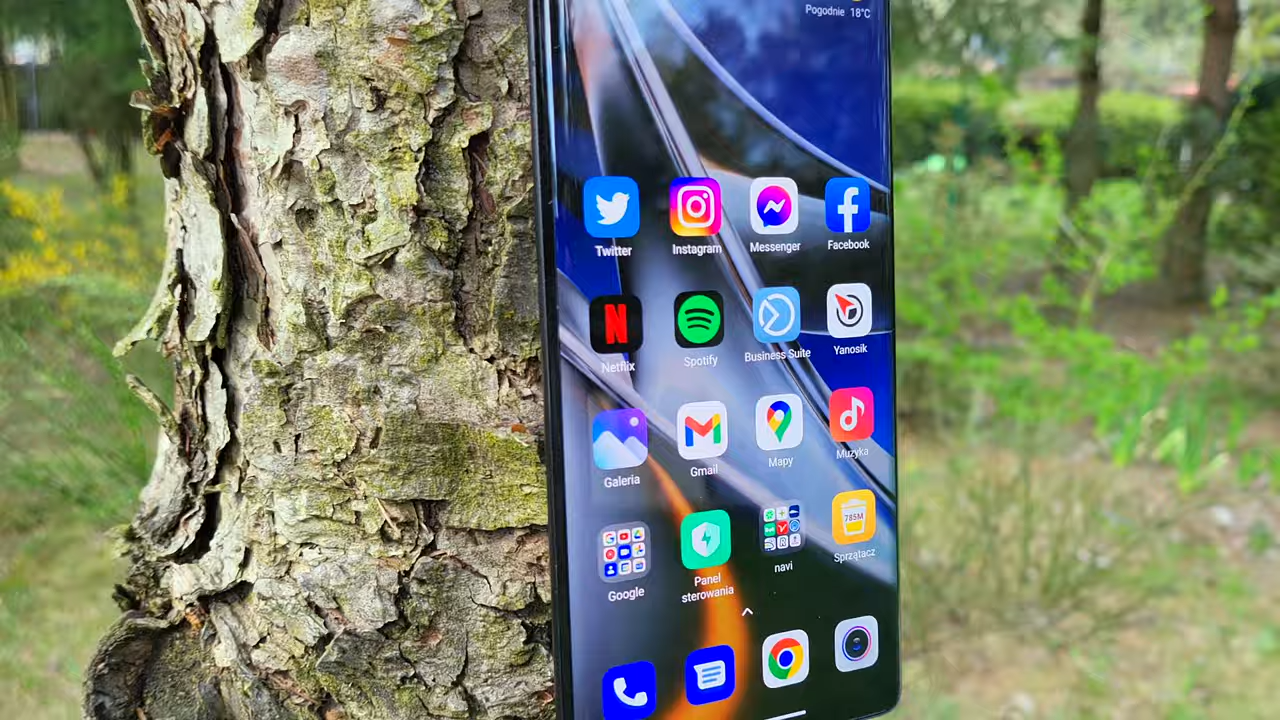 Pogodnie 18°C
Twitter Instagram Messenger Facebook
Netflix Spotify Business Suite Yanosik
Galeria Gmail Mapy Muzyka
785M
Google Panel sterowania navi Sprzątacz